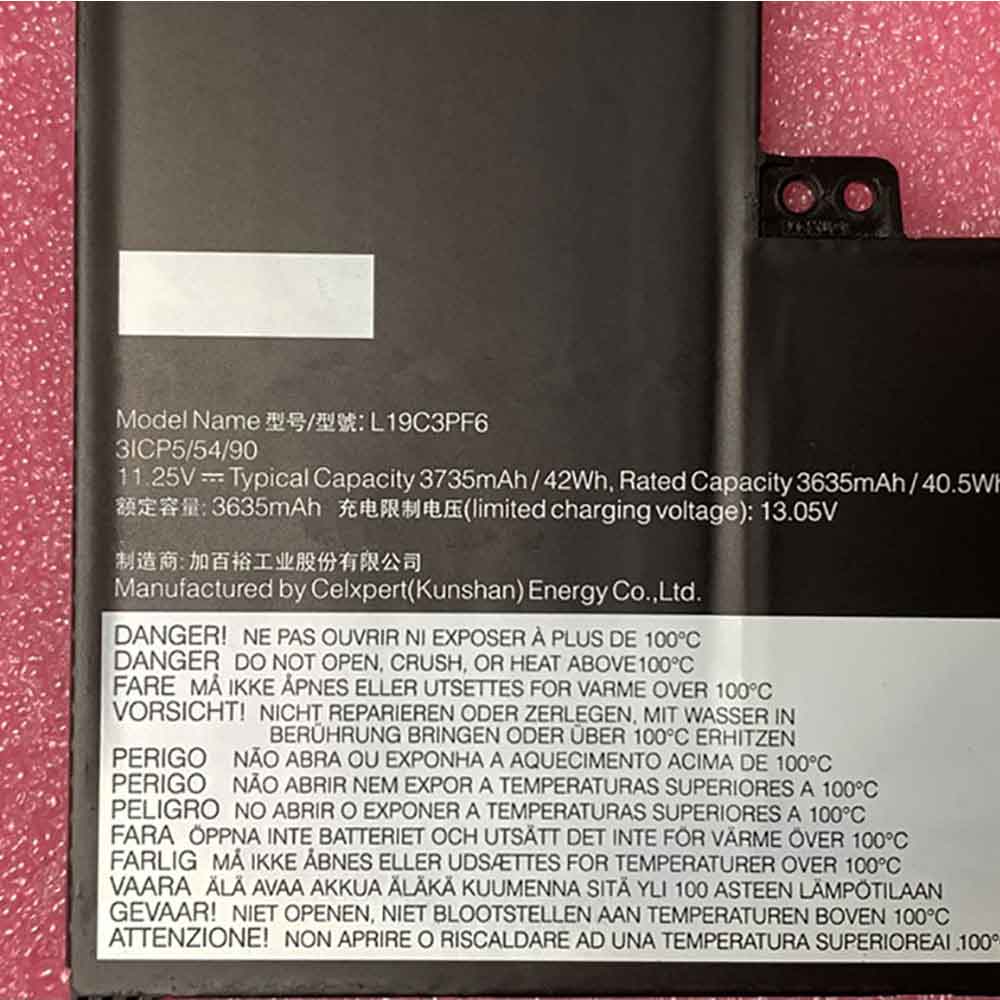 Model Name 型号/型號: L19C3PF6
3ICP5/54/90
11.25V⎓Typical Capacity 3735mAh/42Wh, Rated Capacity 3635mAh/40.5Wh
额定容量: 3635mAh 充电限制电压(limited charging voltage): 13.05V
制造商: 加百裕工业股份有限公司
Manufactured by Celxpert(Kunshan) Energy Co.,Ltd.
DANGER! NE PAS OUVRIR NI EXPOSER À PLUS DE 100°C
DANGER DO NOT OPEN, CRUSH, OR HEAT ABOVE100°C
FARE MÅ IKKE ÅPNES ELLER UTSETTES FOR VARME OVER 100°C
VORSICHT! NICHT REPARIEREN ODER ZERLEGEN, MIT WASSER IN
BERÜHRUNG BRINGEN ODER ÜBER 100°C ERHITZEN
PERIGO NÃO ABRA OU EXPONHA A AQUECIMENTO ACIMA DE 100°C
PERIGO NÃO ABRIR NEM EXPOR A TEMPERATURAS SUPERIORES A 100°C
PELIGRO NO ABRIR O EXPONER A TEMPERATURAS SUPERIORES A 100°C
FARA ÖPPNA INTE BATTERIET OCH UTSÄTT DET INTE FÖR VÄRME ÖVER 100°C
FARLIG MÅ IKKE ÅBNES ELLER UDSÆTTES FOR TEMPERATURER OVER 100°C
VAARA ÄLÄ AVAA AKKUA ÄLÄKÄ KUUMENNA SITÄ YLI 100 ASTEEN LÄMPÖTILAAN
GEVAAR! NIET OPENEN, NIET BLOOTSTELLEN AAN TEMPERATUREN BOVEN 100°C
ATTENZIONE! NON APRIRE O RISCALDARE AD UNA TEMPERATURA SUPERIOREAI .100°C